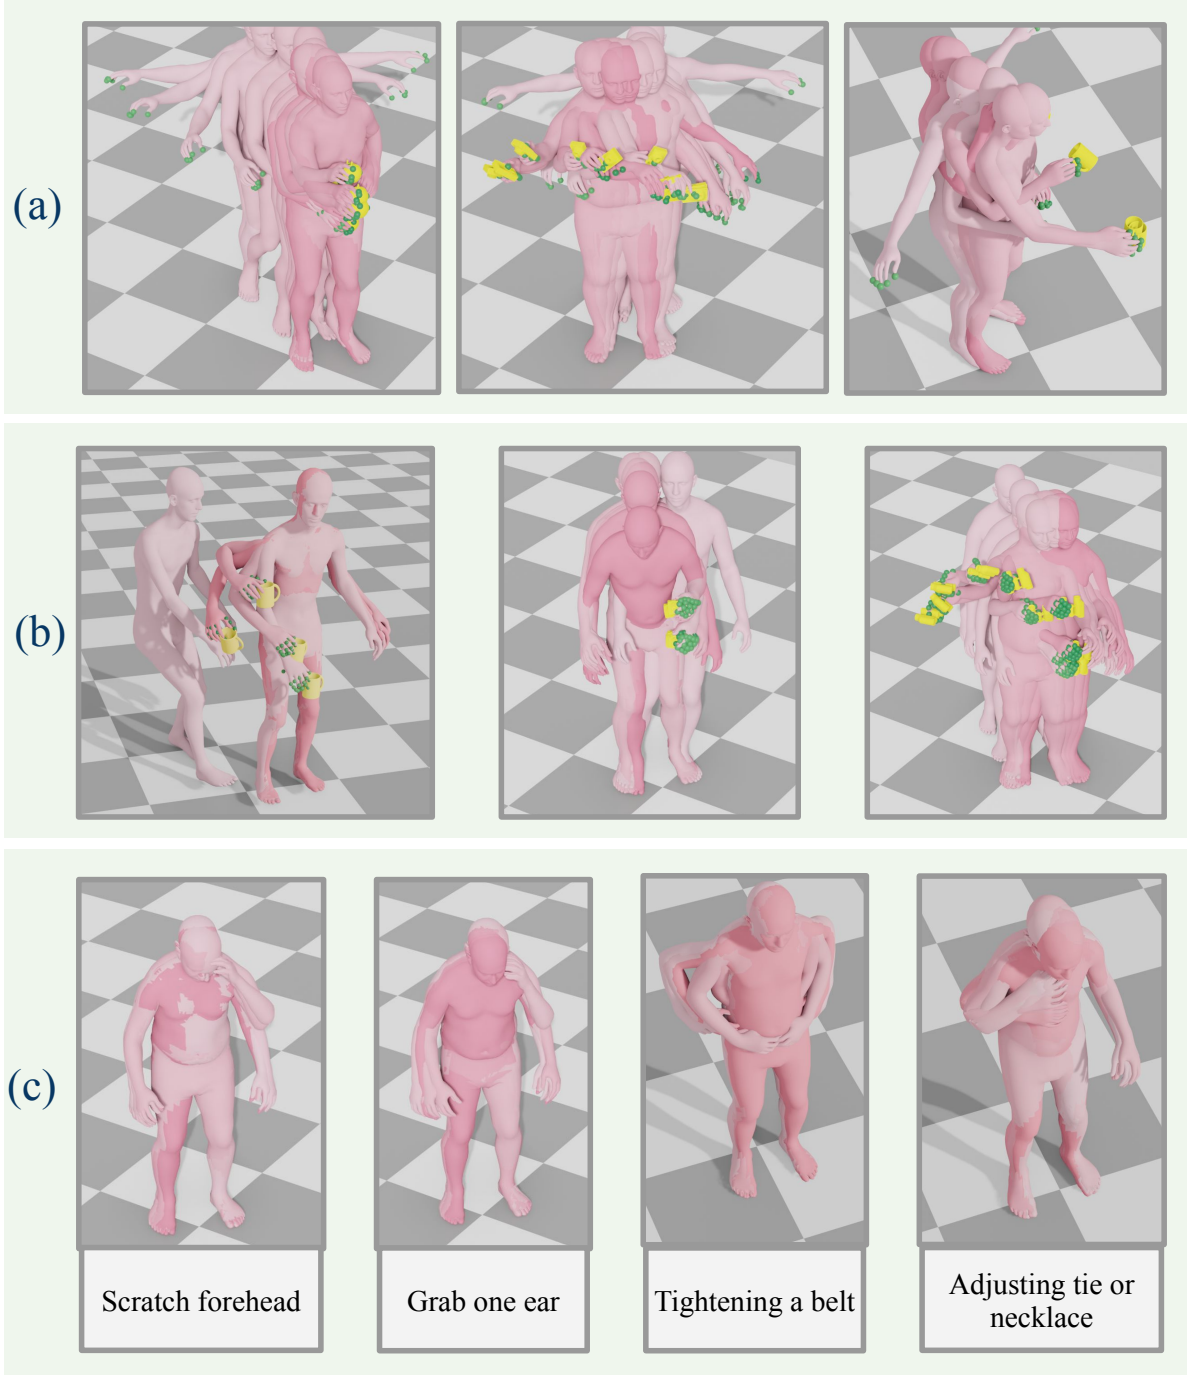 (a)
(b)
(c)
Scratch forehead
Grab one ear
Tightening a belt
Adjusting tie or
necklace